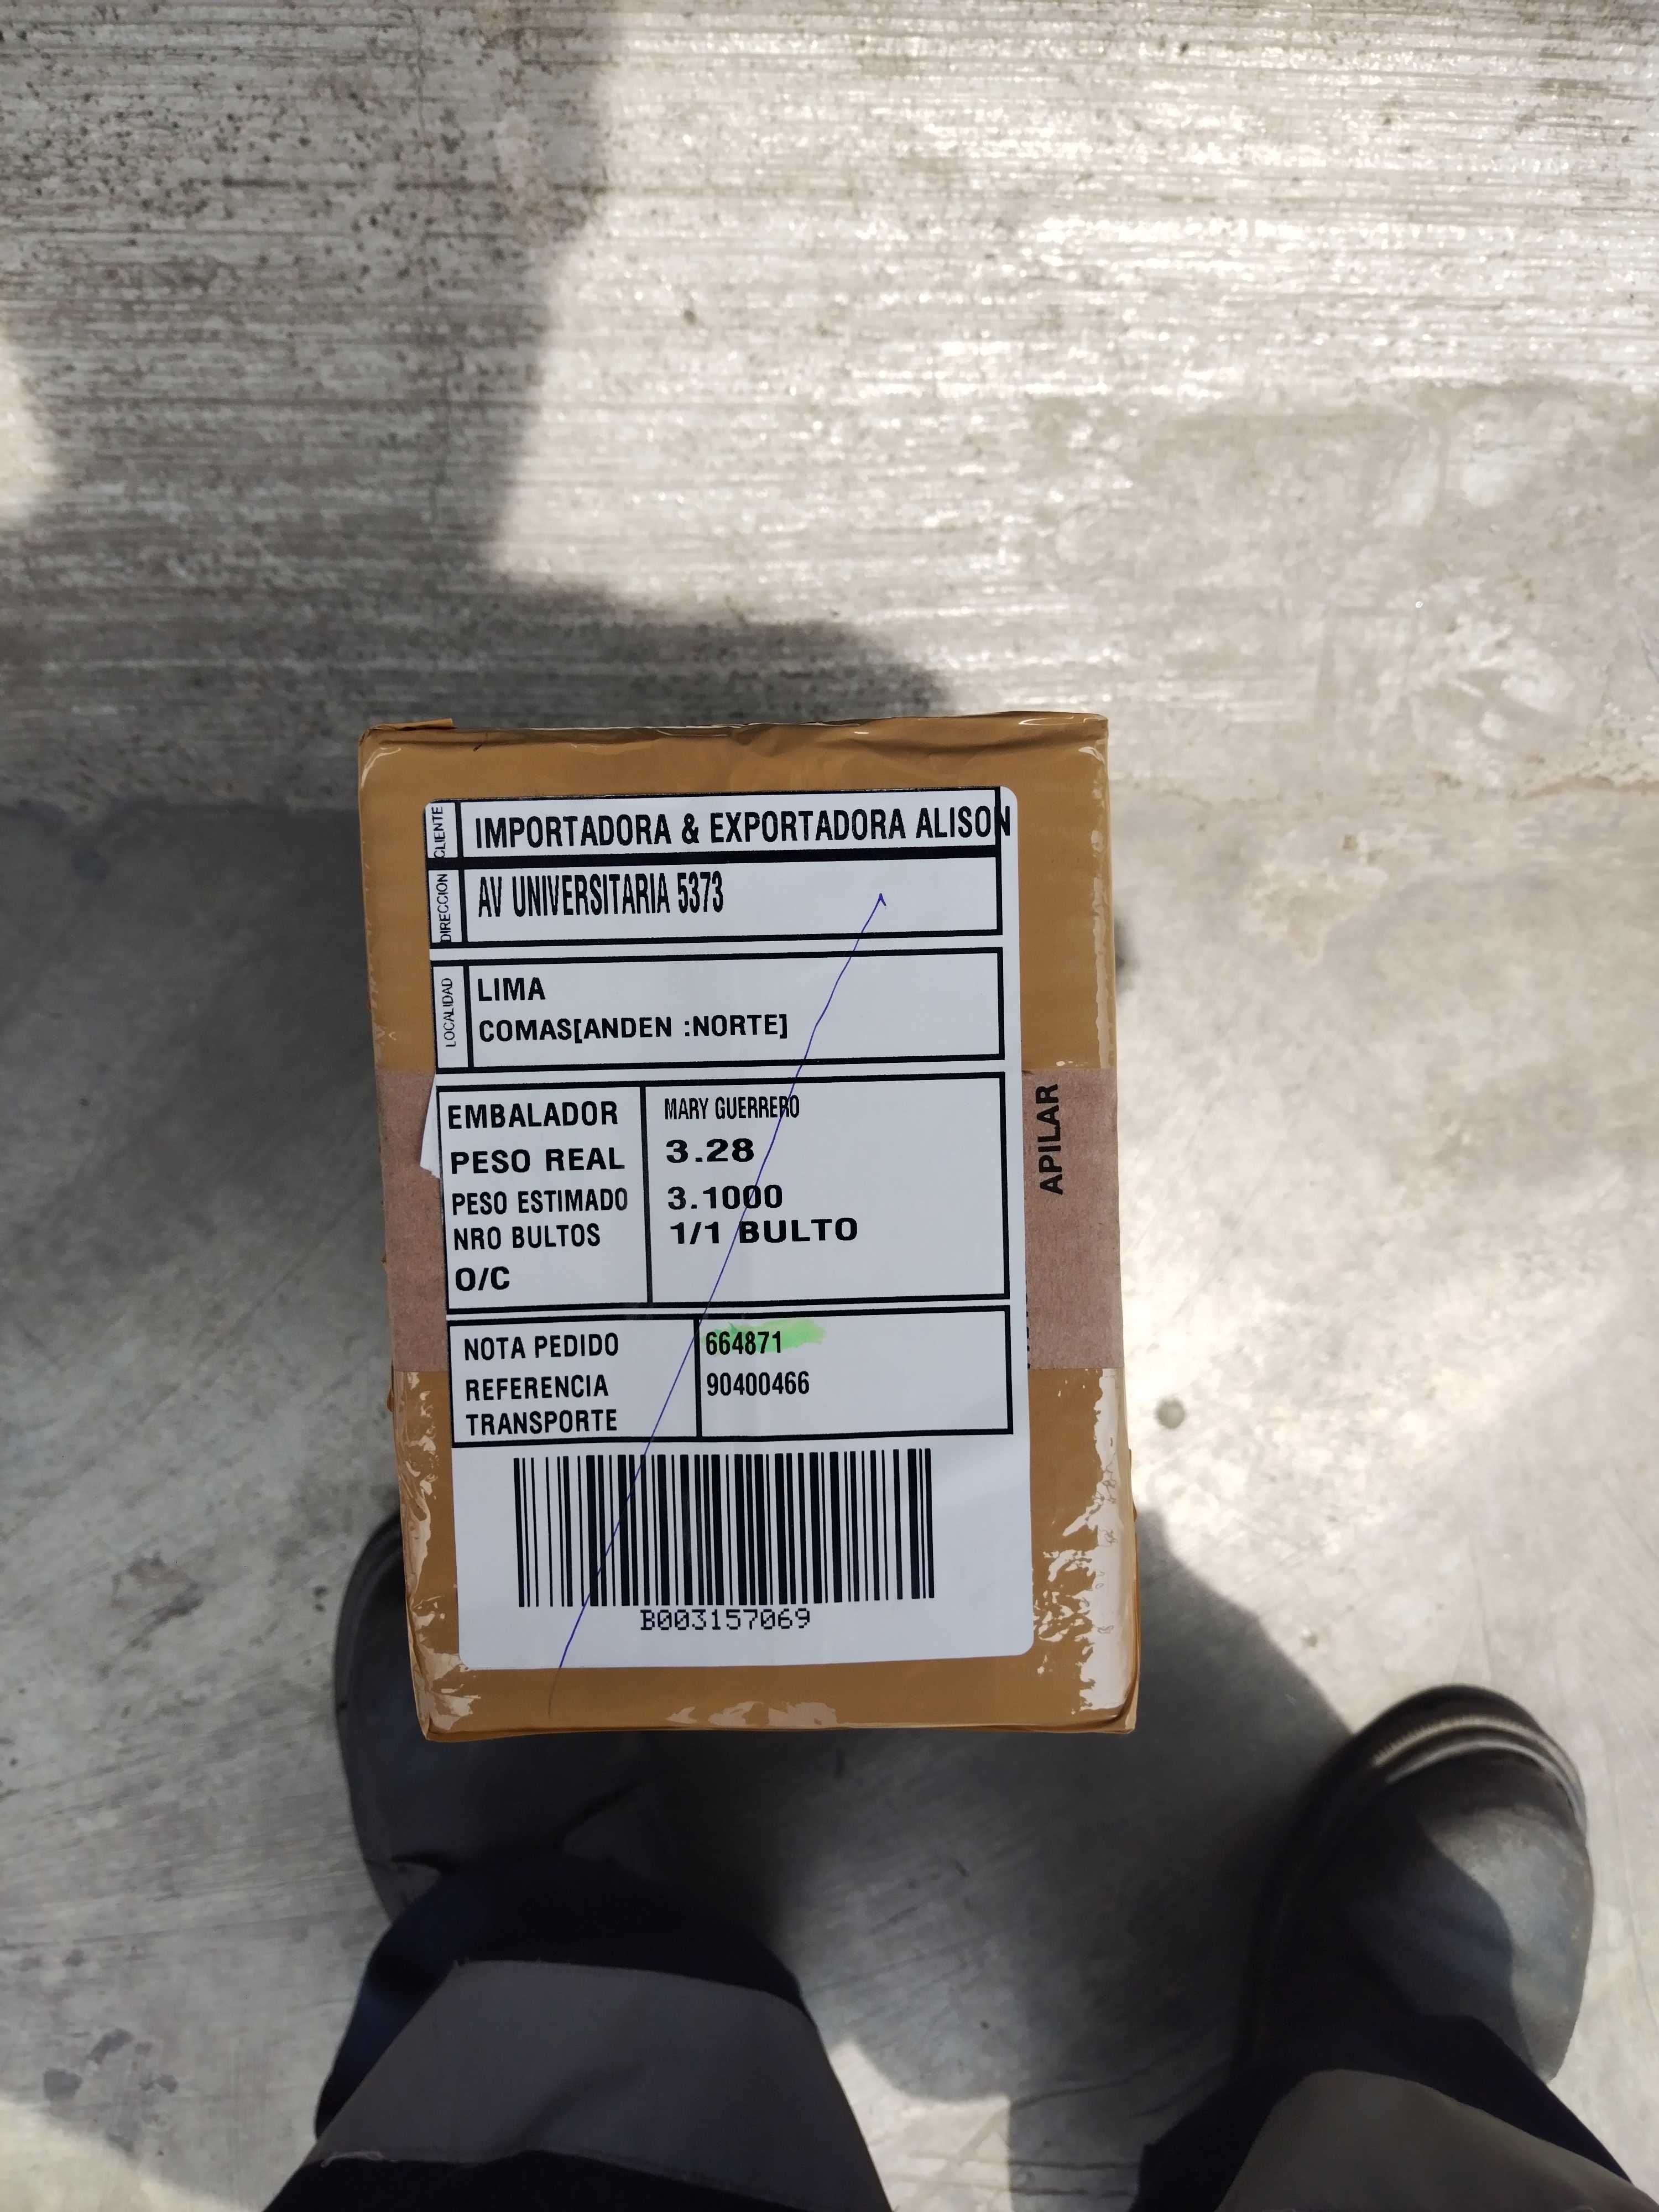 CLIENTE
IMPORTADORA & EXPORTADORA ALISON
DIRECCION
AV UNIVERSITARIA 5373
LOCALIDAD
LIMA
COMAS[ANDEN :NORTE]
EMBALADOR MARY GUERRERO
PESO REAL 3.28
PESO ESTIMADO 3.1000
NRO BULTOS 1/1 BULTO
O/C
NOTA PEDIDO 664871
REFERENCIA 90400466
TRANSPORTE
B003157069
APILAR